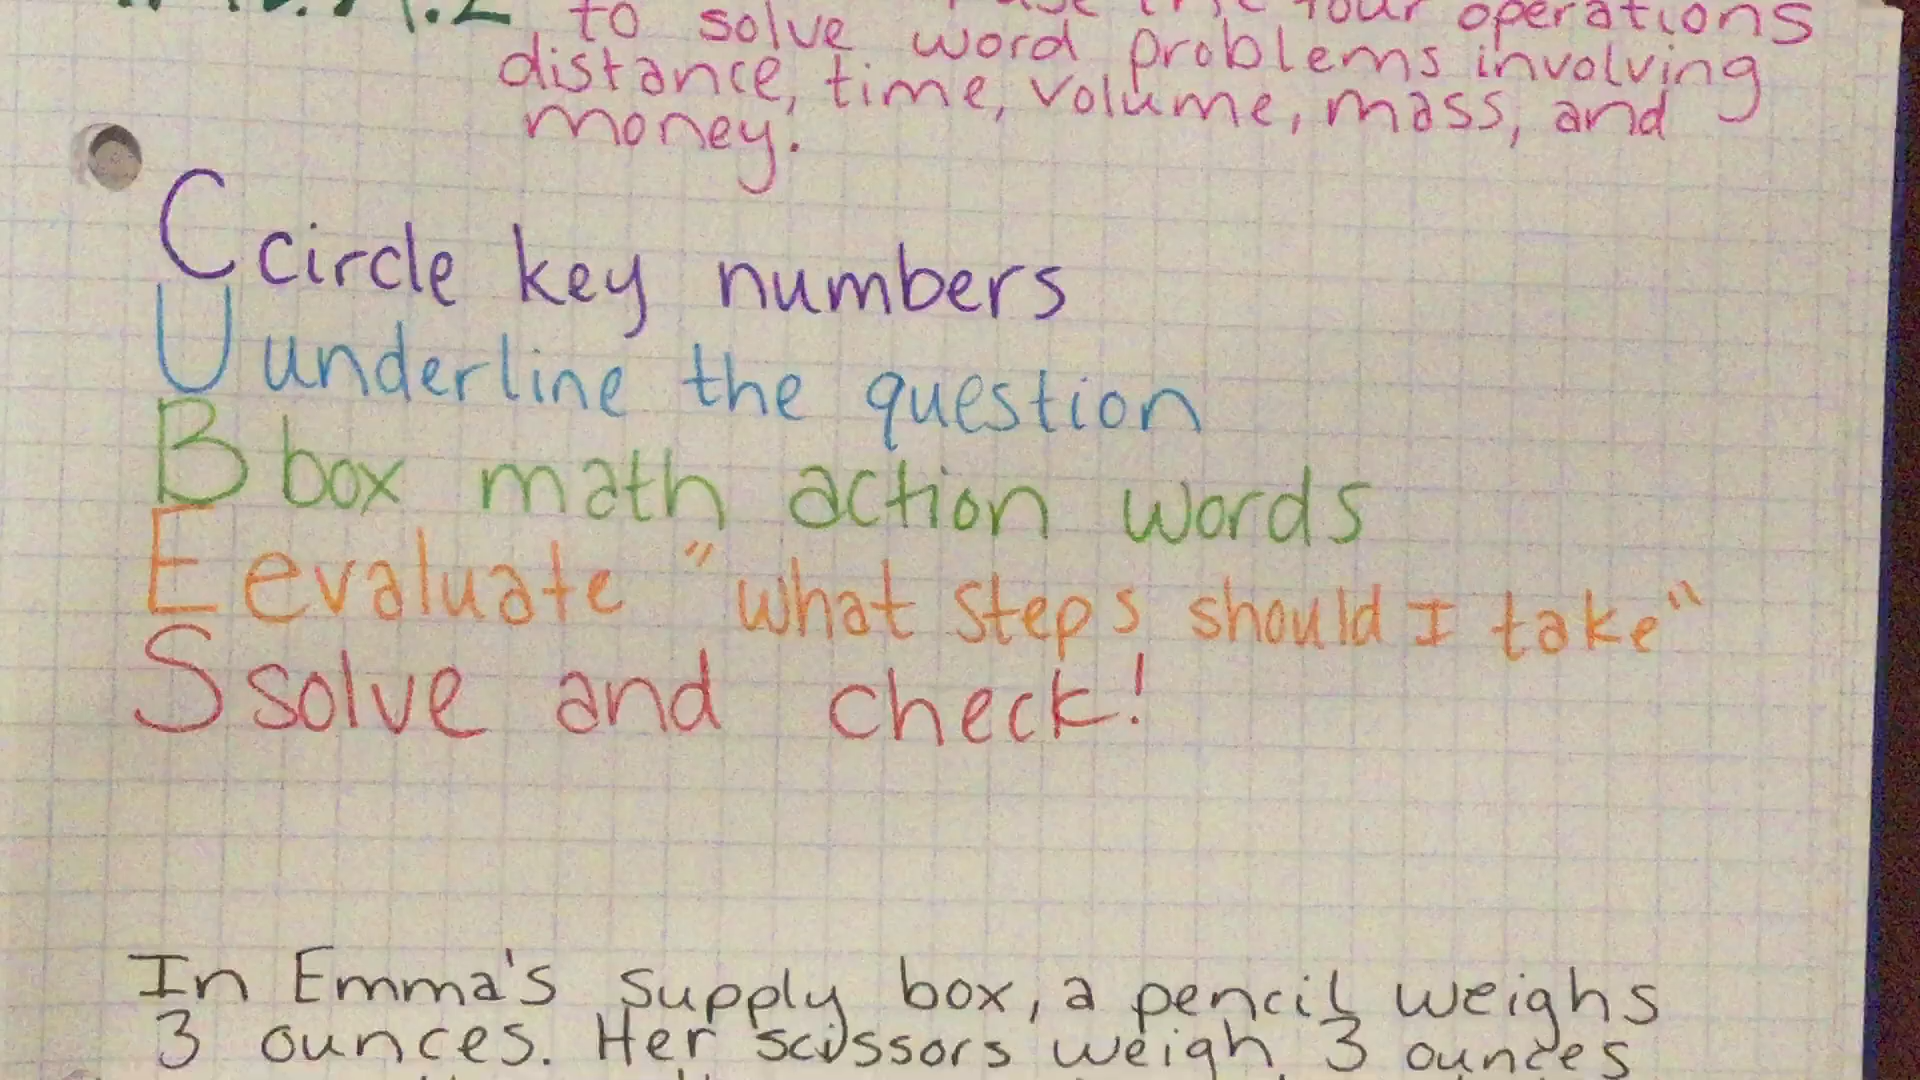 four operations
to solve word problems involving
distance, time, volume, mass, and
money.
C circle key numbers
U underline the question
B box math action words
E evaluate "what steps should I take"
S solve and check!
In Emma's supply box, a pencil weighs
3 ounces. Her scissors weigh 3 ounces